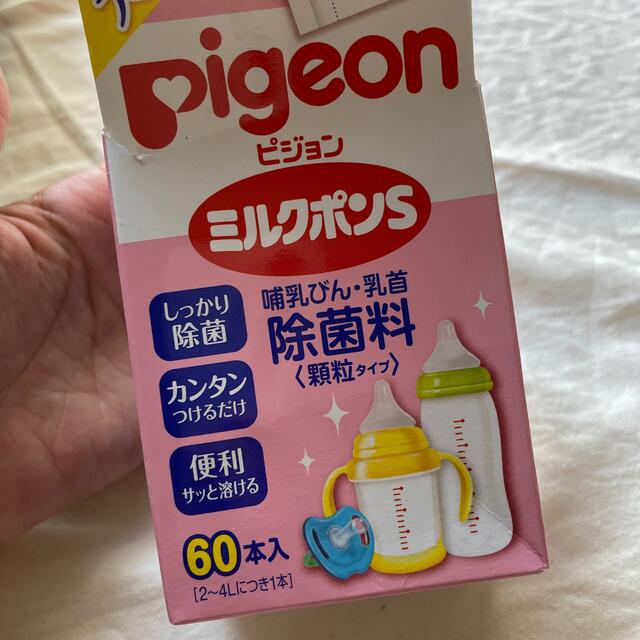 Pigeon
ピジョン
ミルクポンS
哺乳びん・乳首
除菌料
〈顆粒タイプ〉
しっかり
除菌
カンタン
つけるだけ
便利
サッと溶ける
60本入
[2～4Lにつき1本]